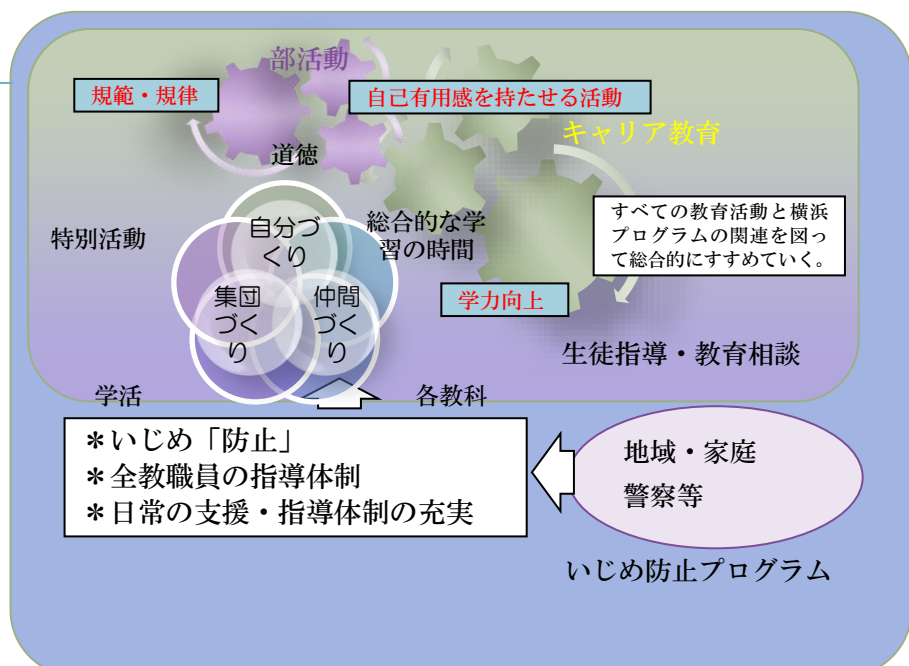 部活動
規範・規律
自己有用感を持たせる活動
キャリア教育
道徳
すべての教育活動と横浜
プログラムの関連を図っ
て総合的にすすめていく。
特別活動
自分づ
くり
総合的な学
習の時間
集団
づく
り
仲間
づく
り
学力向上
生徒指導・教育相談
学活
各教科
＊いじめ「防止」
＊全教職員の指導体制
＊日常の支援・指導体制の充実
地域・家庭
警察等
いじめ防止プログラム